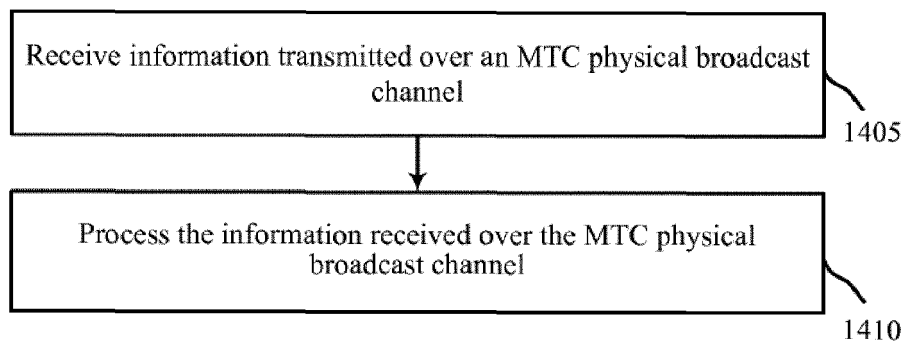 Receive information transmitted over an MTC physical broadcast
channel
1405
Process the information received over the MTC physical
broadcast channel
1410